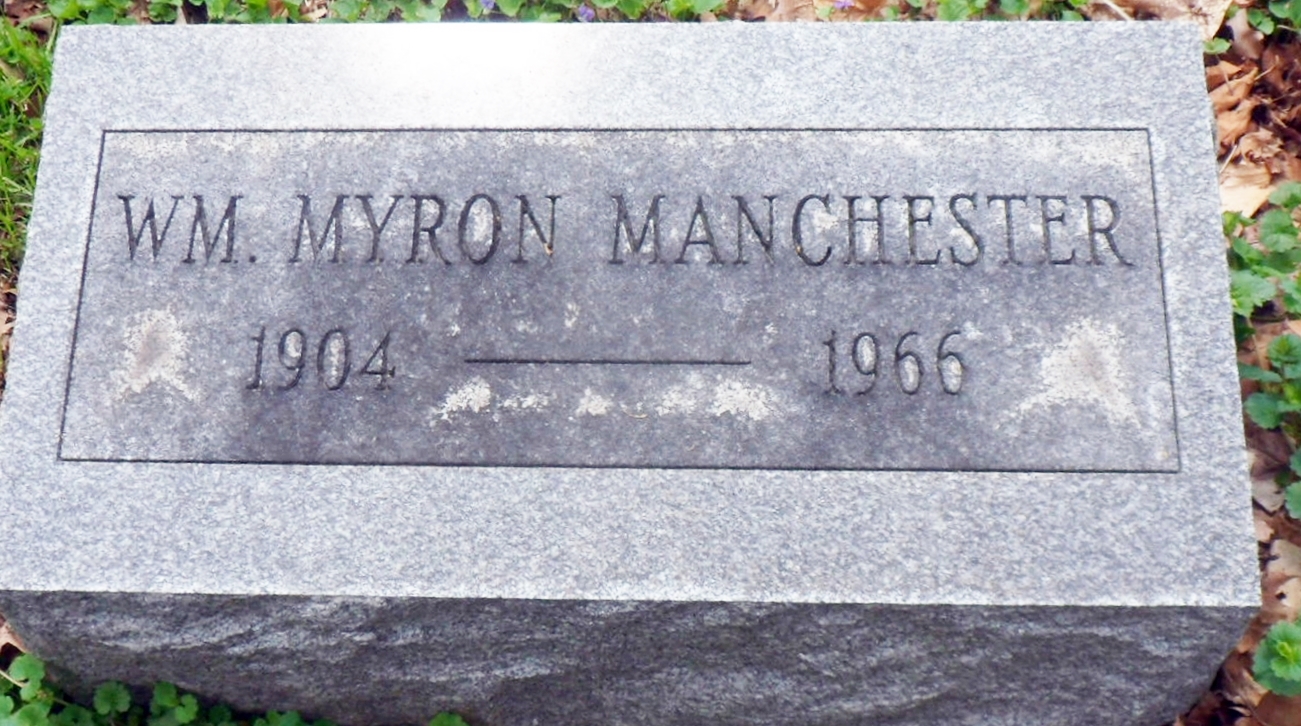 WM. MYRON MANCHESTER
1904 — 1966